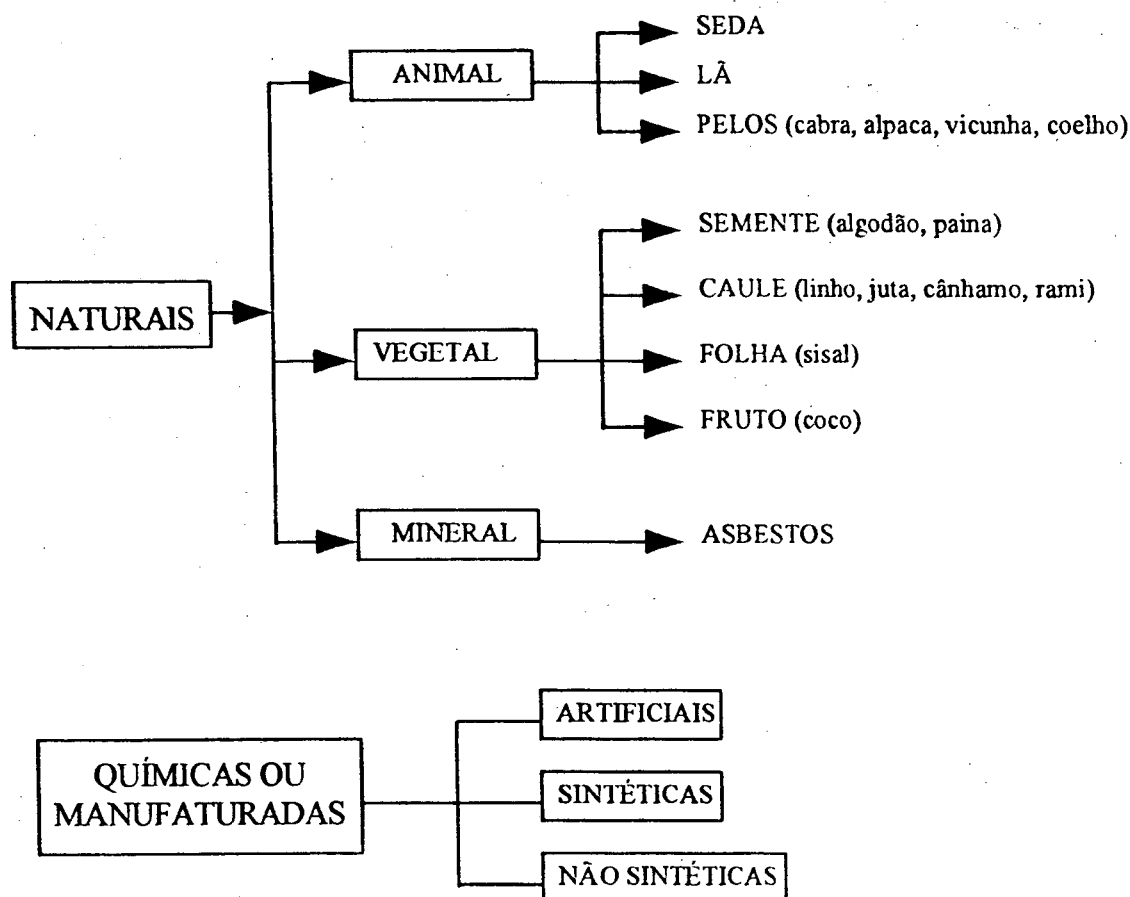 SEDA
ANIMAL
LÃ
PELOS (cabra, alpaca, vicunha, coelho)
SEMENTE (algodão, paina)
CAULE (linho, juta, cânhamo, rami)
NATURAIS
VEGETAL
FOLHA (sisal)
FRUTO (coco)
MINERAL
ASBESTOS
ARTIFICIAIS
QUÍMICAS OU
MANUFATURADAS
SINTÉTICAS
NÃO SINTÉTICAS